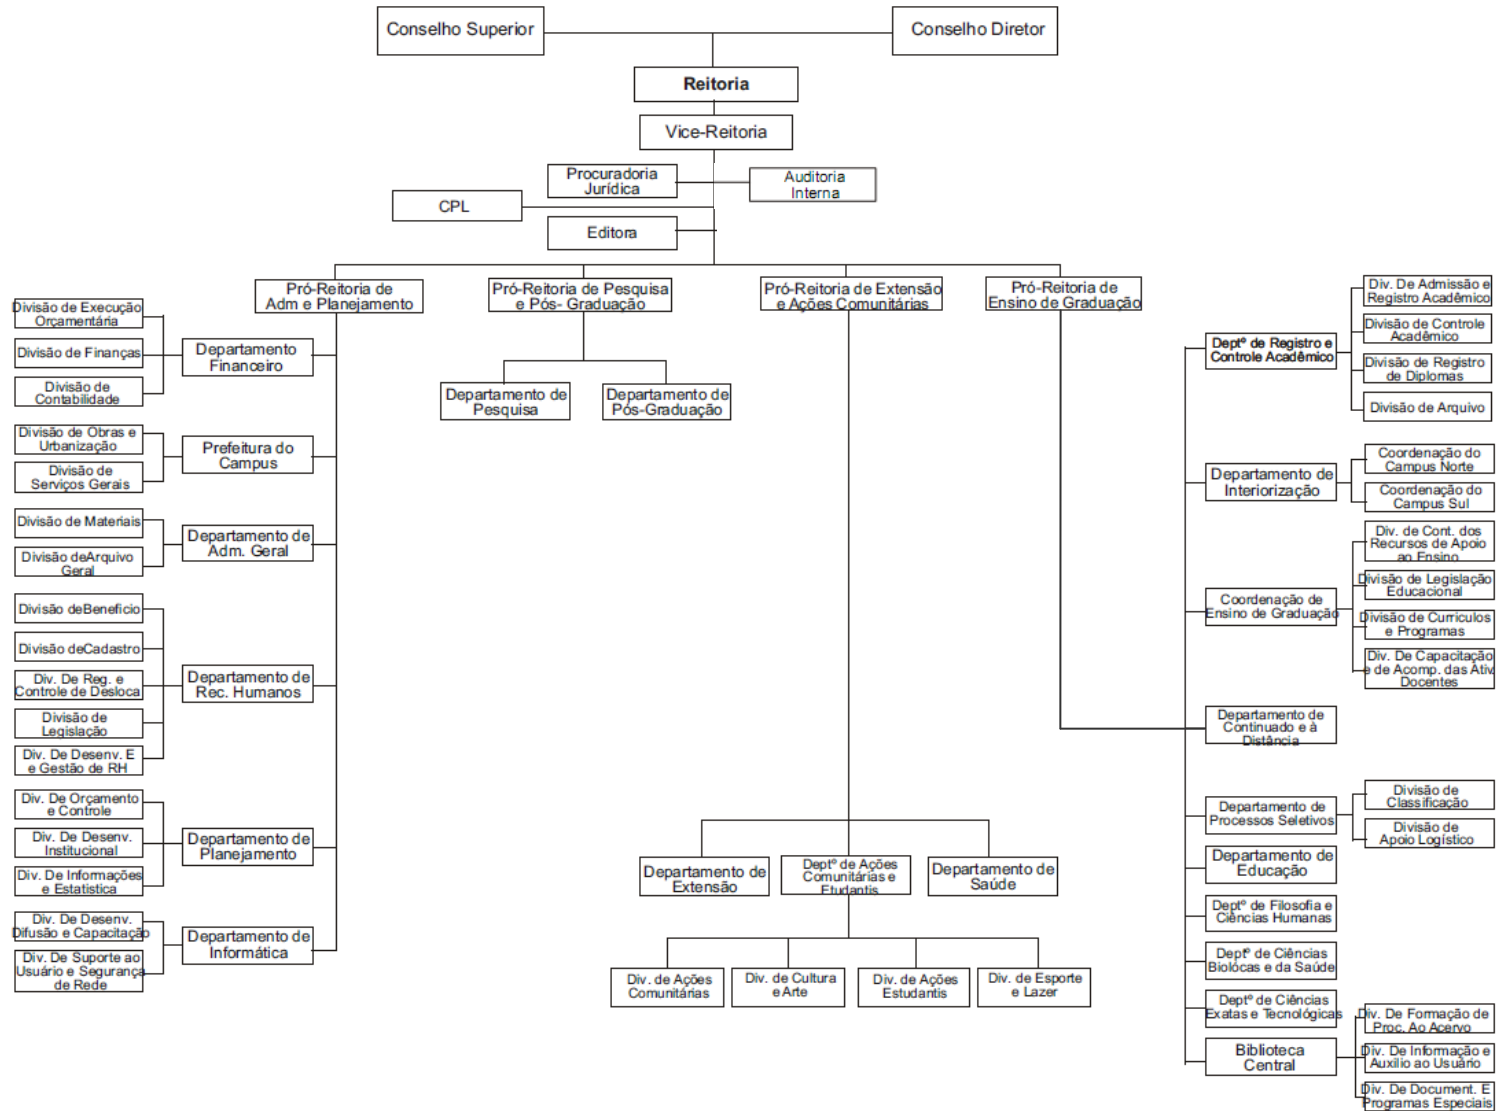 Conselho Superior
Conselho Diretor
Reitoria
Vice-Reitoria
Procuradoria
Jurídica
Auditoria
Interna
CPL
Editora
Pró-Reitoria de
Adm e Planejamento
Pró-Reitoria de Pesquisa
e Pós- Graduação
Pró-Reitoria de Extensão
e Ações Comunitárias
Pró-Reitoria de
Ensino de Graduação
Divisão de Execução
Orçamentária
Divisão de Finanças
Divisão de
Contabilidade
Departamento
Financeiro
Divisão de Obras e
Urbanização
Divisão de
Serviços Gerais
Prefeitura do
Campus
Divisão de Materiais
Divisão deArquivo
Geral
Departamento de
Adm. Geral
Divisão deBeneficio
Divisão deCadastro
Div. De Reg. e
Controle de Desloca
Divisão de
Legislação
Div. De Desenv. E
e Gestão de RH
Departamento de
Rec. Humanos
Div. De Orçamento
e Controle
Div. De Desenv.
Institucional
Div. De Informações
e Estatistica
Departamento de
Planejamento
Div. De Desenv.
Difusão e Capacitação
Div. De Suporte ao
Usuário e Segurança
de Rede
Departamento de
Informática
Departamento de
Pesquisa
Departamento de
Pós-Graduação
Departamento de
Extensão
Deptº de Ações
Comunitárias e
Etudantis
Departamento de
Saúde
Div. de Ações
Comunitárias
Div. de Cultura
e Arte
Div. de Ações
Estudantis
Div. de Esporte
e Lazer
Deptº de Registro e
Controle Acadêmico
Div. De Admissão e
Registro Acadêmico
Divisão de Controle
Acadêmico
Divisão de Registro
de Diplomas
Divisão de Arquivo
Departamento de
Interiorização
Coordenação do
Campus Norte
Coordenação do
Campus Sul
Coordenação de
Ensino de Graduação
Div. de Cont. dos
Recursos de Apoio
ao Ensino
Divisão de Legislação
Educacional
Divisão de Curriculos
e Programas
Div. De Capacitação
e de Acomp. das Ativ.
Docentes
Departamento de
Continuado e à
Distância
Departamento de
Processos Seletivos
Divisão de
Classificação
Divisão de
Apoio Logístico
Departamento de
Educação
Deptº de Filosofia e
Ciências Humanas
Deptº de Ciências
Biolócas e da Saúde
Deptº de Ciências
Exatas e Tecnológicas
Biblioteca
Central
Div. De Formação de
Proc. Ao Acervo
Div. De Informação e
Auxilio ao Usuário
Div. De Document. E
Programas Especiais